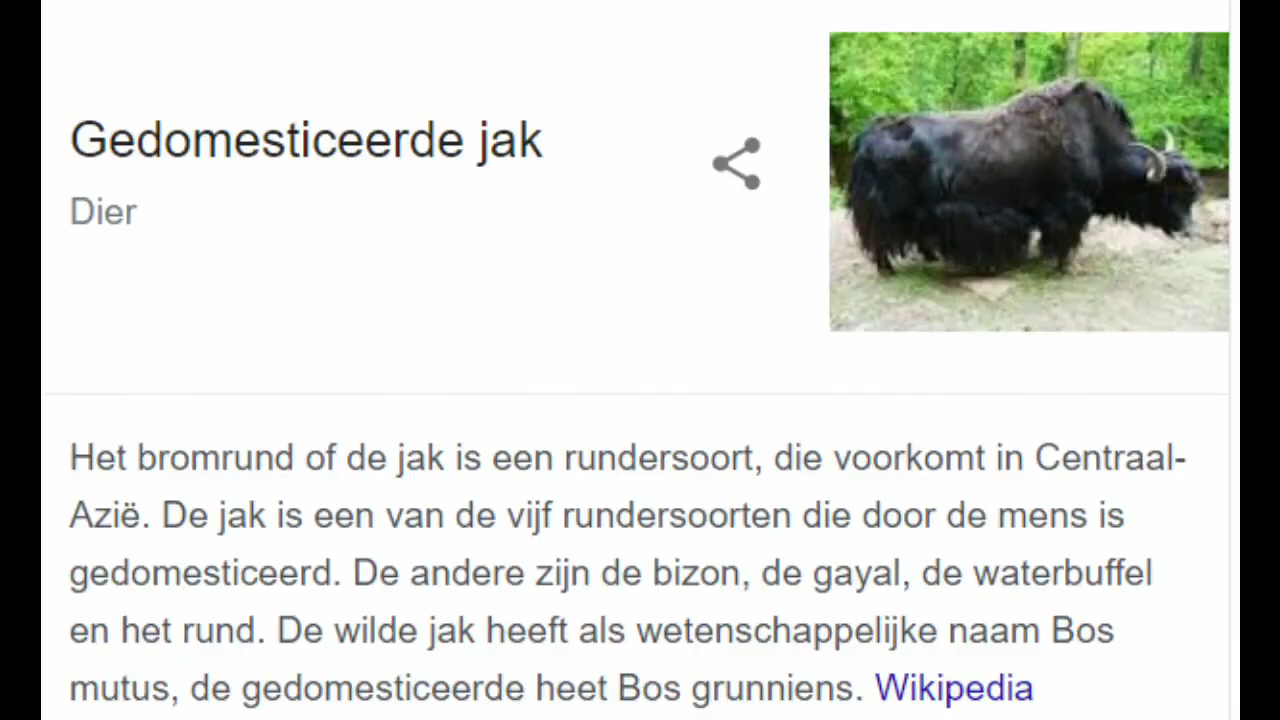 Gedomesticeerde jak
Dier
Het bromrund of de jak is een rundersoort, die voorkomt in Centraal-
Azië. De jak is een van de vijf rundersoorten die door de mens is
gedomesticeerd. De andere zijn de bizon, de gayal, de waterbuffel
en het rund. De wilde jak heeft als wetenschappelijke naam Bos
mutus, de gedomesticeerde heet Bos grunniens. Wikipedia